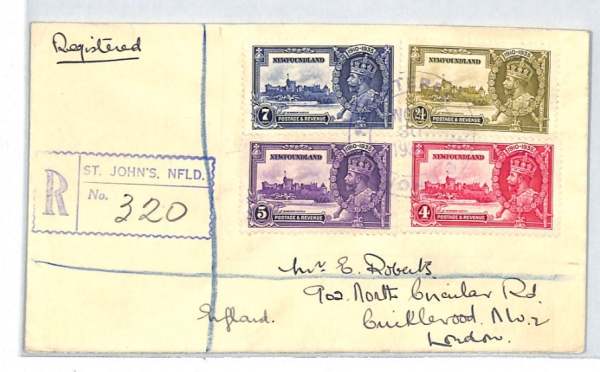 Registered
1910-1935
NEWFOUNDLAND
7
POSTAGE & REVENUE
1910-1935
NEWFOUNDLAND
24
POSTAGE & REVENUE
R
ST. JOHN'S, NFLD.
No. 320
1910-1935
NEWFOUNDLAND
5
POSTAGE & REVENUE
1910-1935
NEWFOUNDLAND
4
POSTAGE & REVENUE
Mr E. Roberts
902. North Circular Rd.
Cricklewood. N.W.2
London.
England.